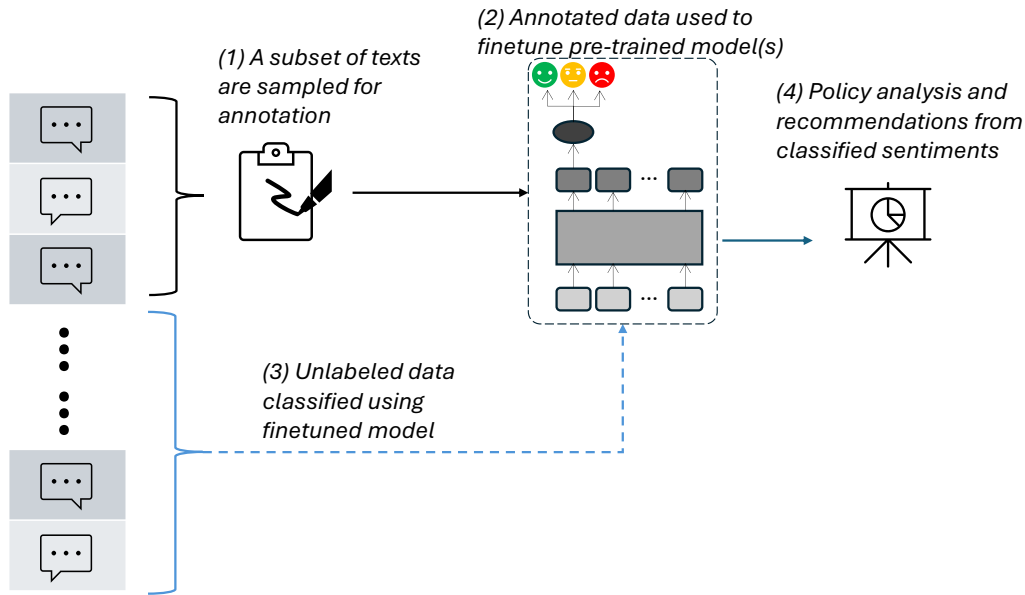 (1) A subset of texts
are sampled for
annotation
(2) Annotated data used to
finetune pre-trained model(s)
(3) Unlabeled data
classified using
finetuned model
(4) Policy analysis and
recommendations from
classified sentiments